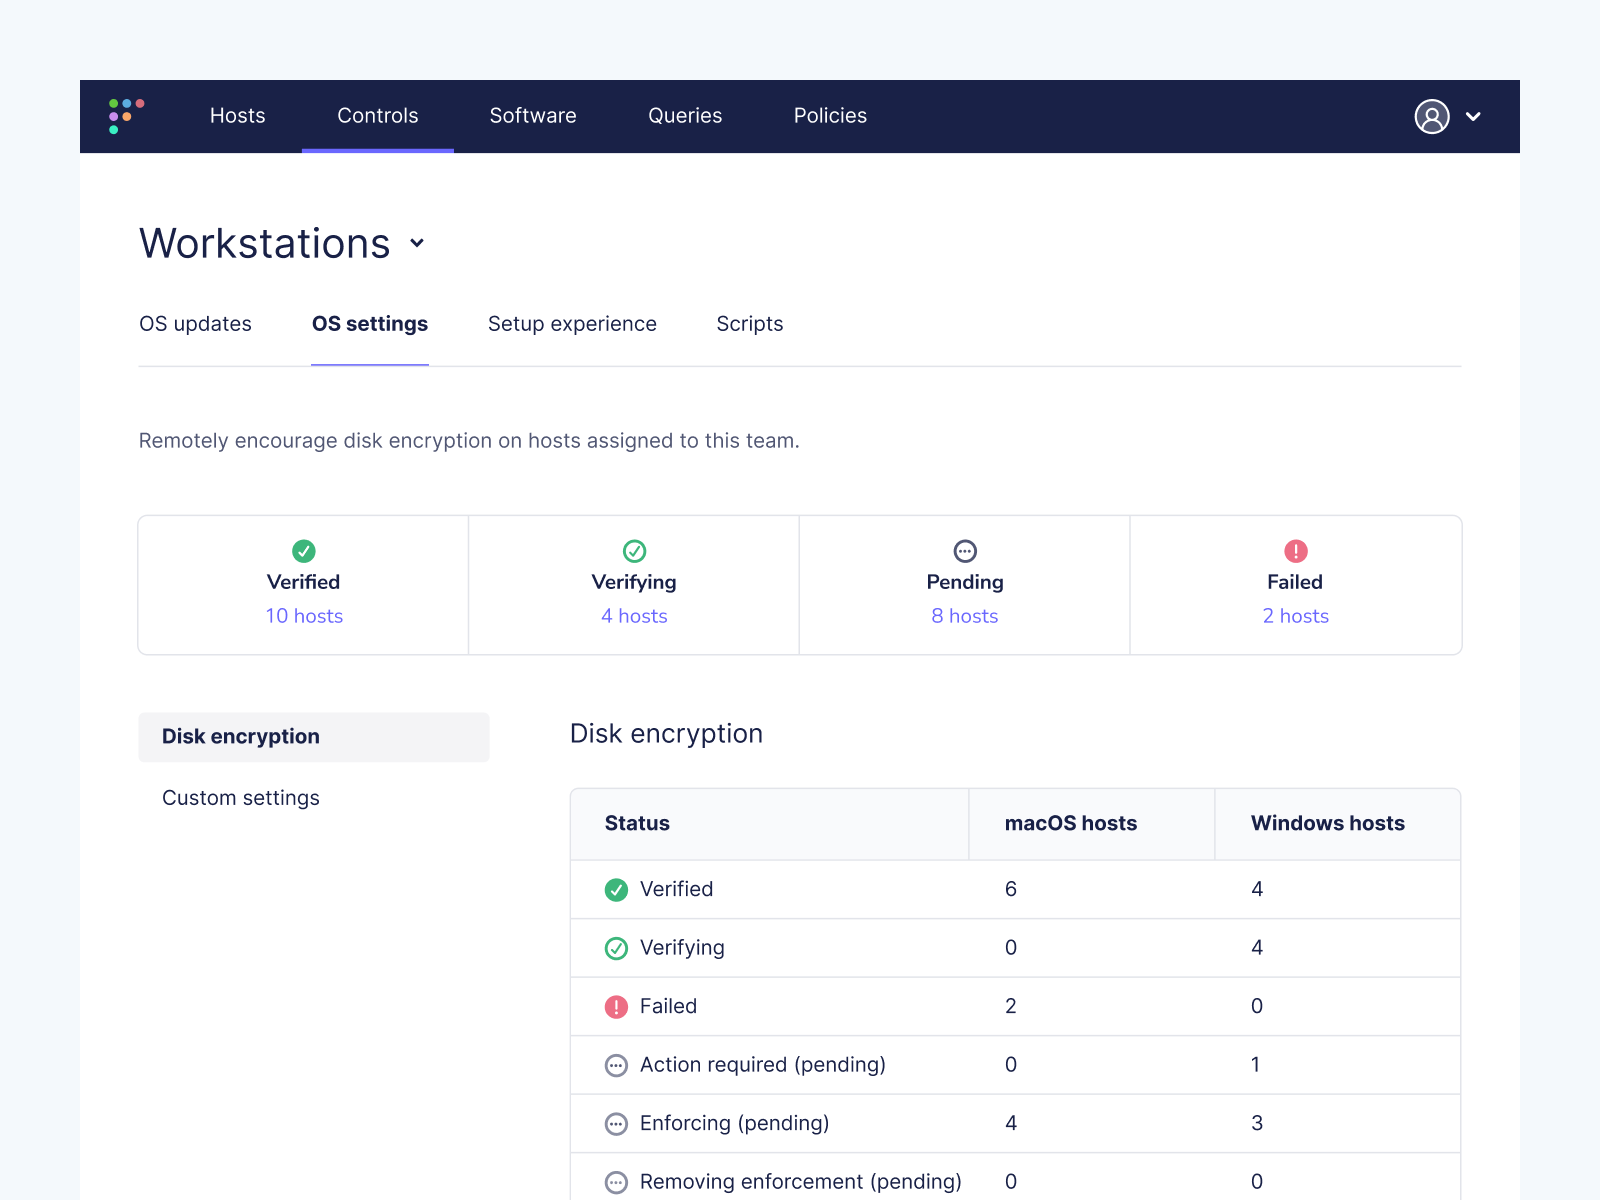 Hosts Controls Software Queries Policies
Workstations
OS updates OS settings Setup experience Scripts
Remotely encourage disk encryption on hosts assigned to this team.
Verified Verifying Pending Failed
10 hosts 4 hosts 8 hosts 2 hosts
Disk encryption
Custom settings
Disk encryption
Status macOS hosts Windows hosts
Verified 6 4
Verifying 0 4
Failed 2 0
Action required (pending) 0 1
Enforcing (pending) 4 3
Removing enforcement (pending) 0 0